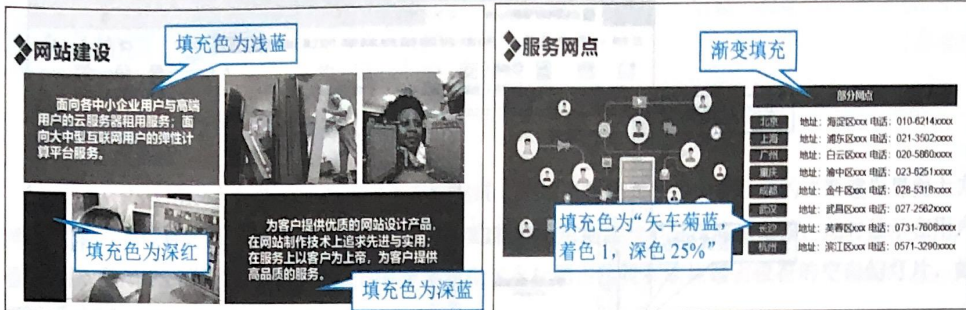 网站建设
填充色为浅蓝
面向各中小企业用户与高端
用户的云服务器租用服务；面
向大中型互联网用户的弹性计
算平台服务。
填充色为深红
为客户提供优质的网站设计产品，
在网站制作技术上追求先进与实用；
在服务上以客户为上帝，为客户提供
高品质的服务。
填充色为深蓝
服务网点
渐变填充
部分网点
北京 地址：海淀区xxx 电话：010-6214xxxx
上海 地址：浦东区xxx 电话：021-3502xxxx
广州 地址：白云区xxx 电话：020-5860xxxx
重庆 地址：渝中区xxx 电话：023-6251xxxx
成都 地址：金牛区xxx 电话：028-5318xxxx
武汉 地址：武昌区xxx 电话：027-2562xxxx
长沙 地址：芙蓉区xxx 电话：0731-7808xxxx
杭州 地址：滨江区xxx 电话：0571-3290xxxx
填充色为“矢车菊蓝，
着色 1，深色 25%”